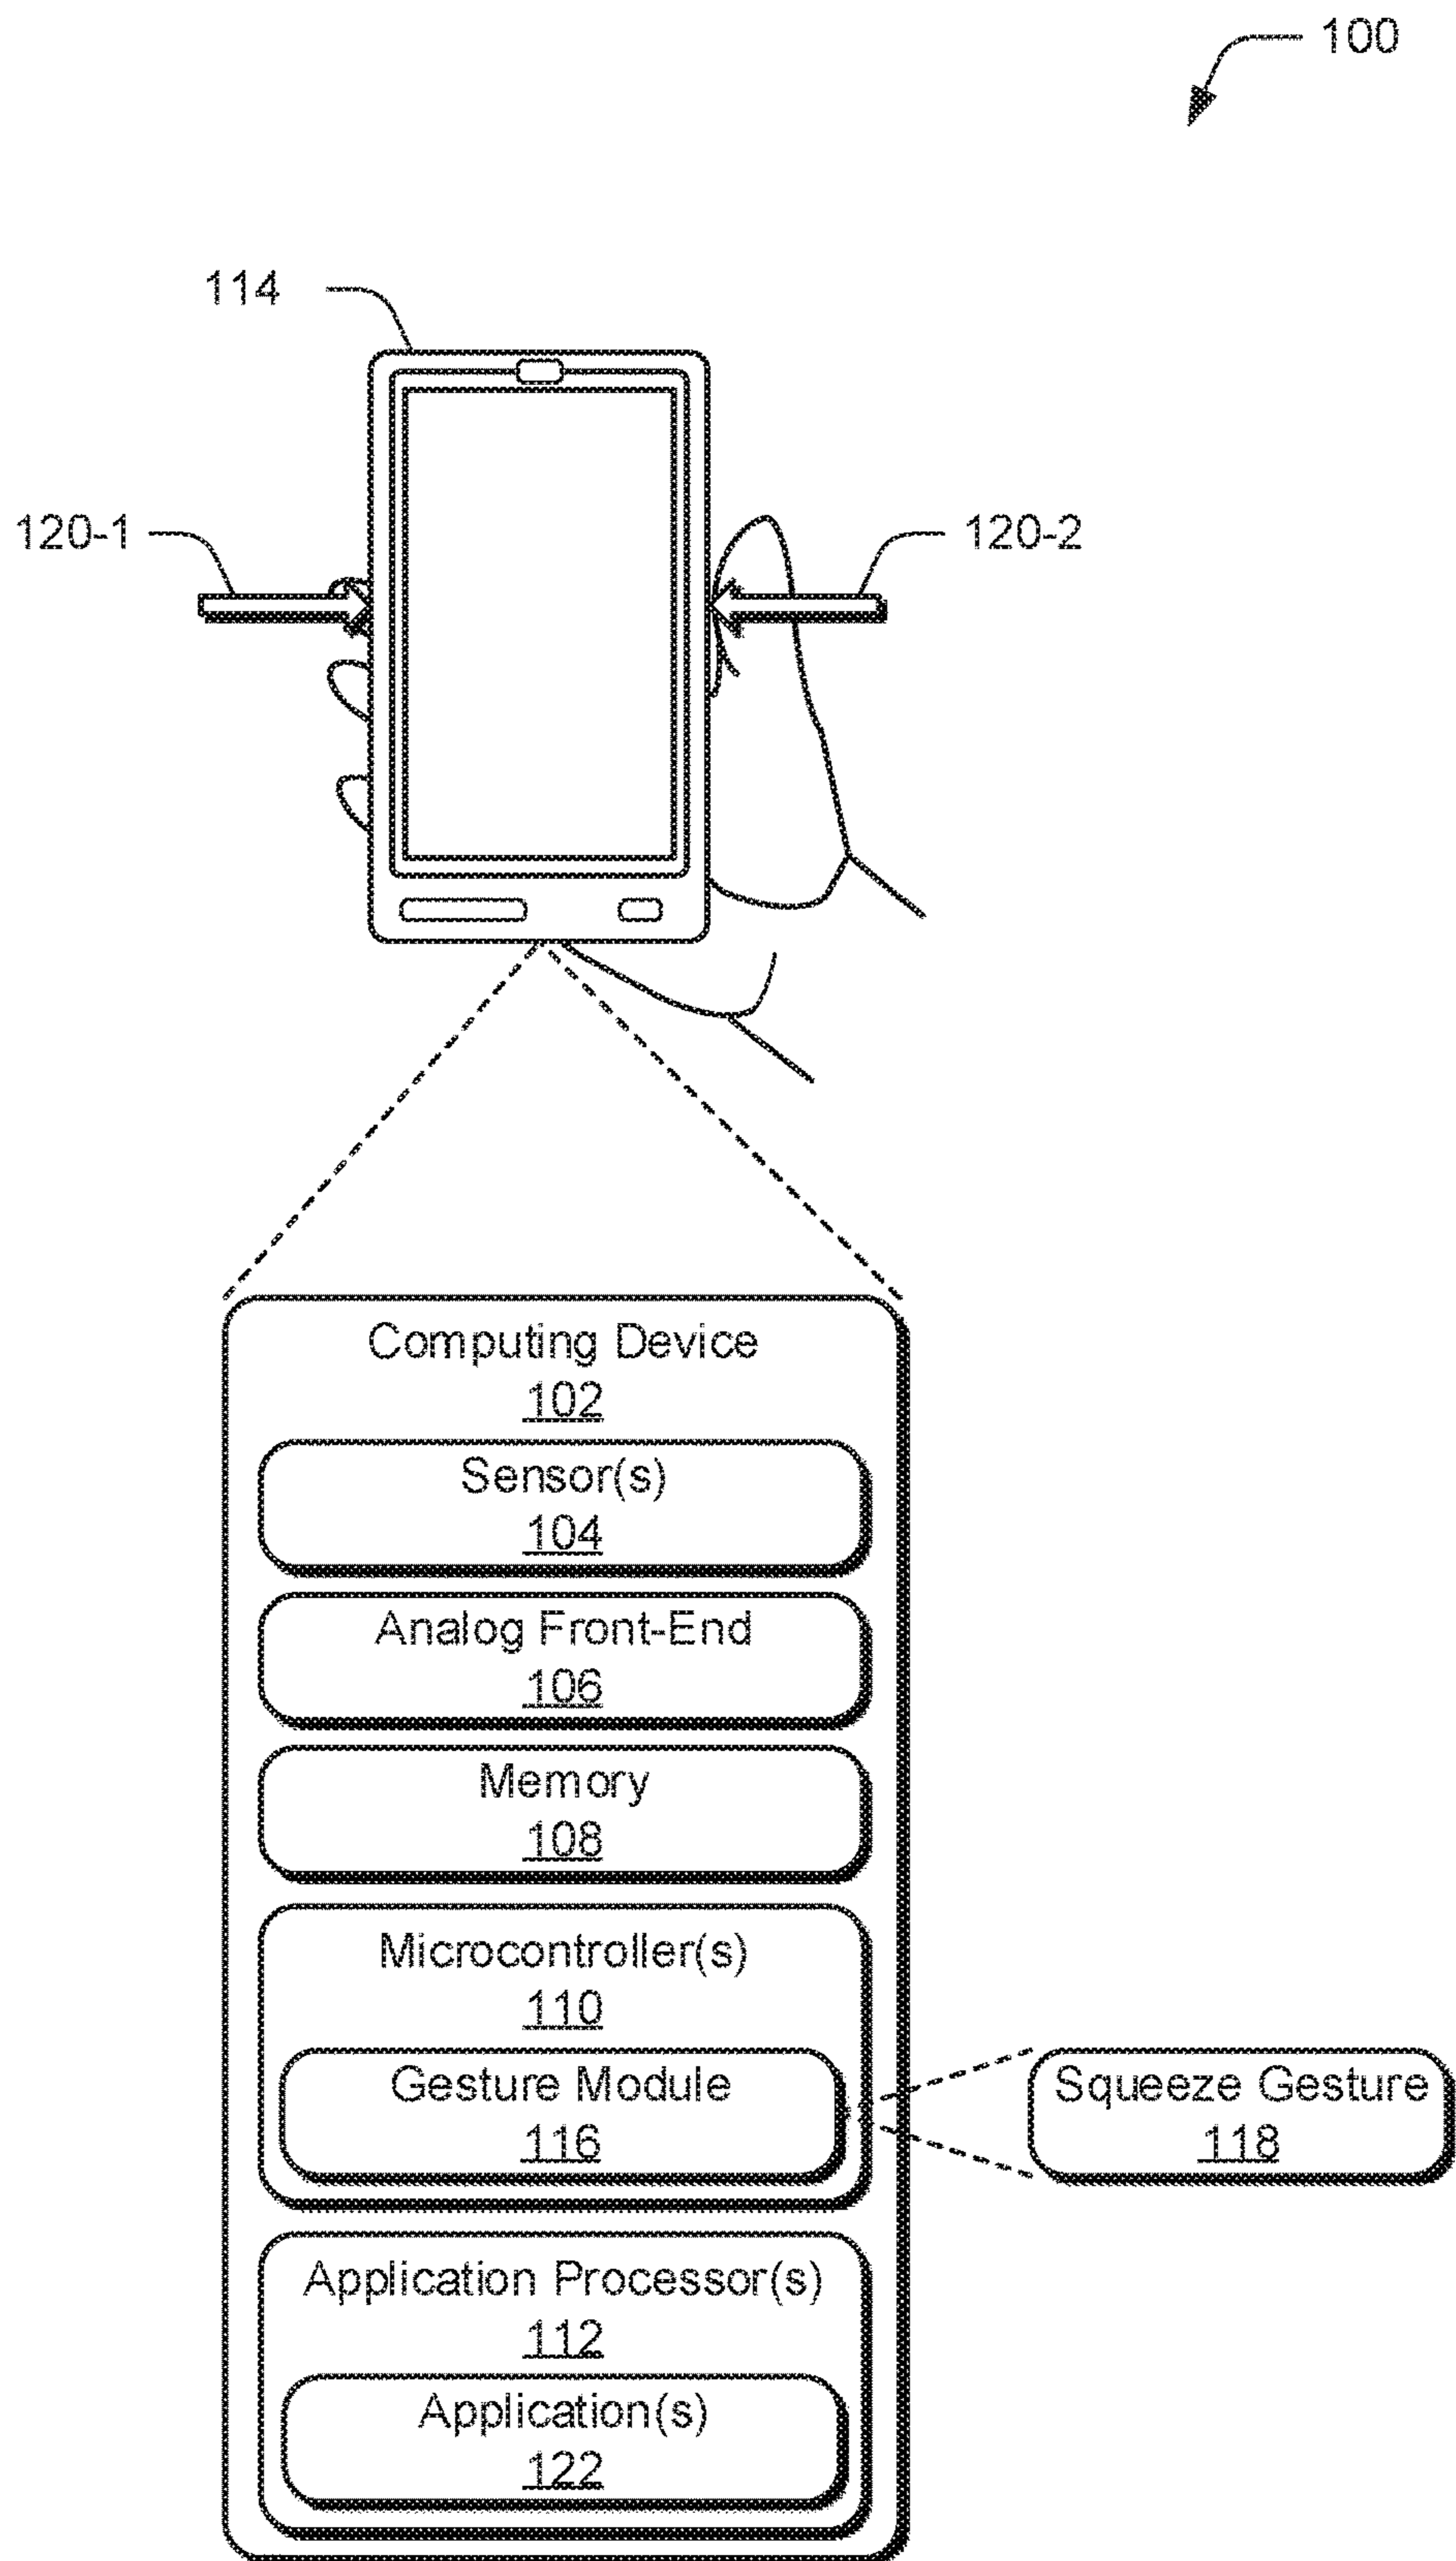 100
114
120-1
120-2
Computing Device
102
Sensor(s)
104
Analog Front-End
106
Memory
108
Microcontroller(s)
110
Gesture Module
116
Squeeze Gesture
118
Application Processor(s)
112
Application(s)
122